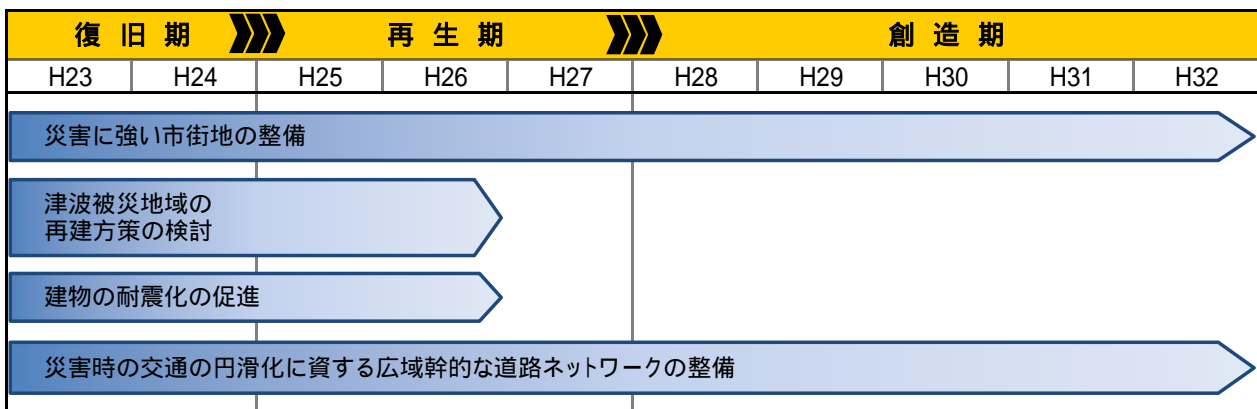 復旧期 再生期 創造期
H23 H24 H25 H26 H27 H28 H29 H30 H31 H32
災害に強い市街地の整備
津波被災地域の
再建方策の検討
建物の耐震化の促進
災害時の交通の円滑化に資する広域幹的な道路ネットワークの整備